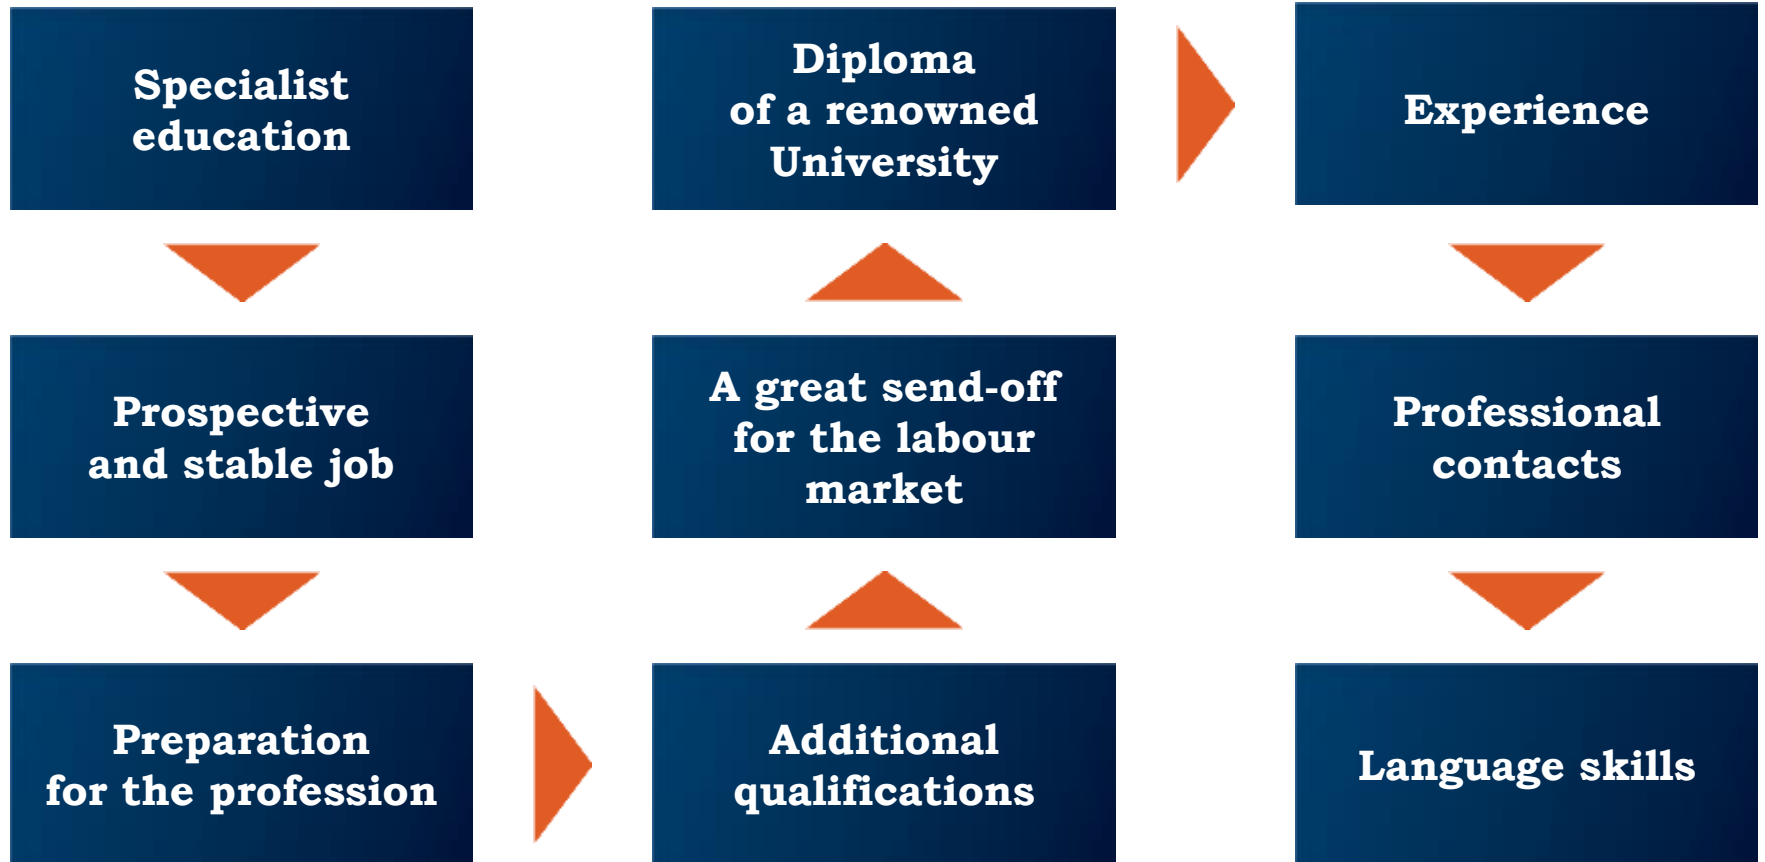 Specialist
education
Prospective
and stable job
Preparation
for the profession
Additional
qualifications
A great send-off
for the labour
market
Diploma
of a renowned
University
Experience
Professional
contacts
Language skills